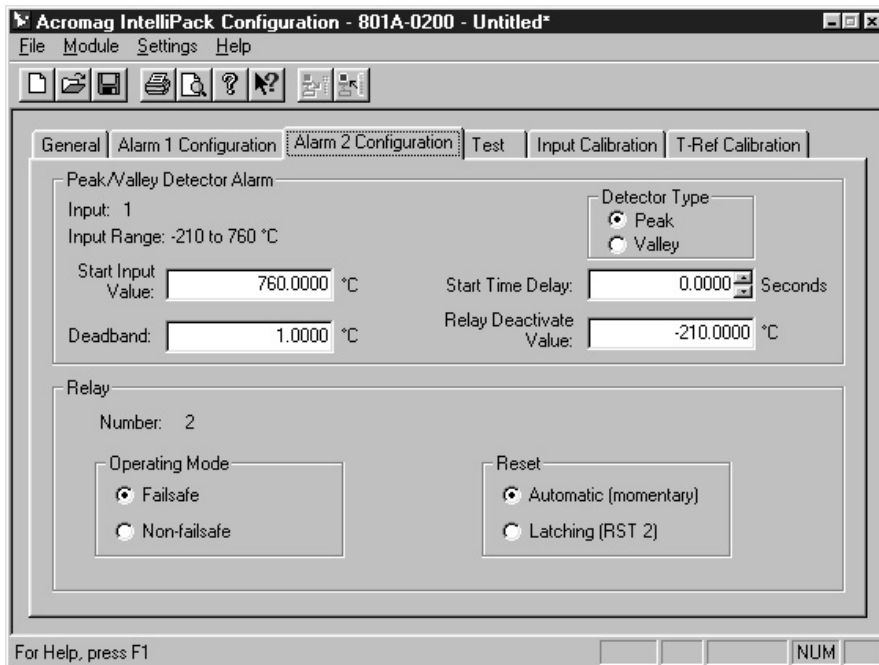 Acromag IntelliPack Configuration - 801A-0200 - Untitled*
File Module Settings Help
General Alarm 1 Configuration Alarm 2 Configuration Test Input Calibration T-Ref Calibration
Peak/Valley Detector Alarm
Input: 1
Input Range: -210 to 760 °C
Detector Type
Peak
Valley
Start Input Value: 760.0000 °C
Start Time Delay: 0.0000 Seconds
Deadband: 1.0000 °C
Relay Deactivate Value: -210.0000 °C
Relay
Number: 2
Operating Mode
Failsafe
Non-failsafe
Reset
Automatic (momentary)
Latching (RST 2)
For Help, press F1
NUM